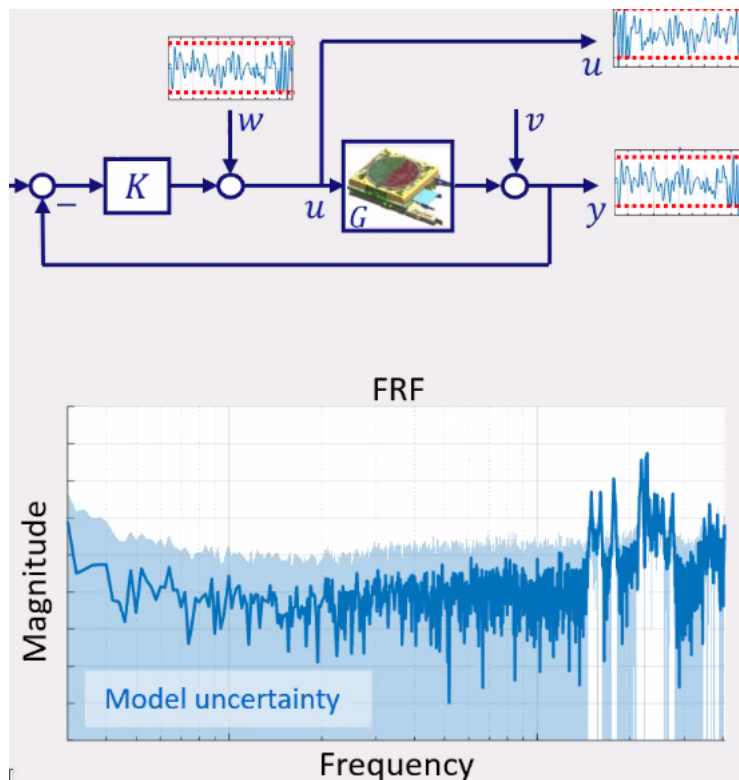 u
w
v
K
−
u
G
y
FRF
Magnitude
Model uncertainty
Frequency